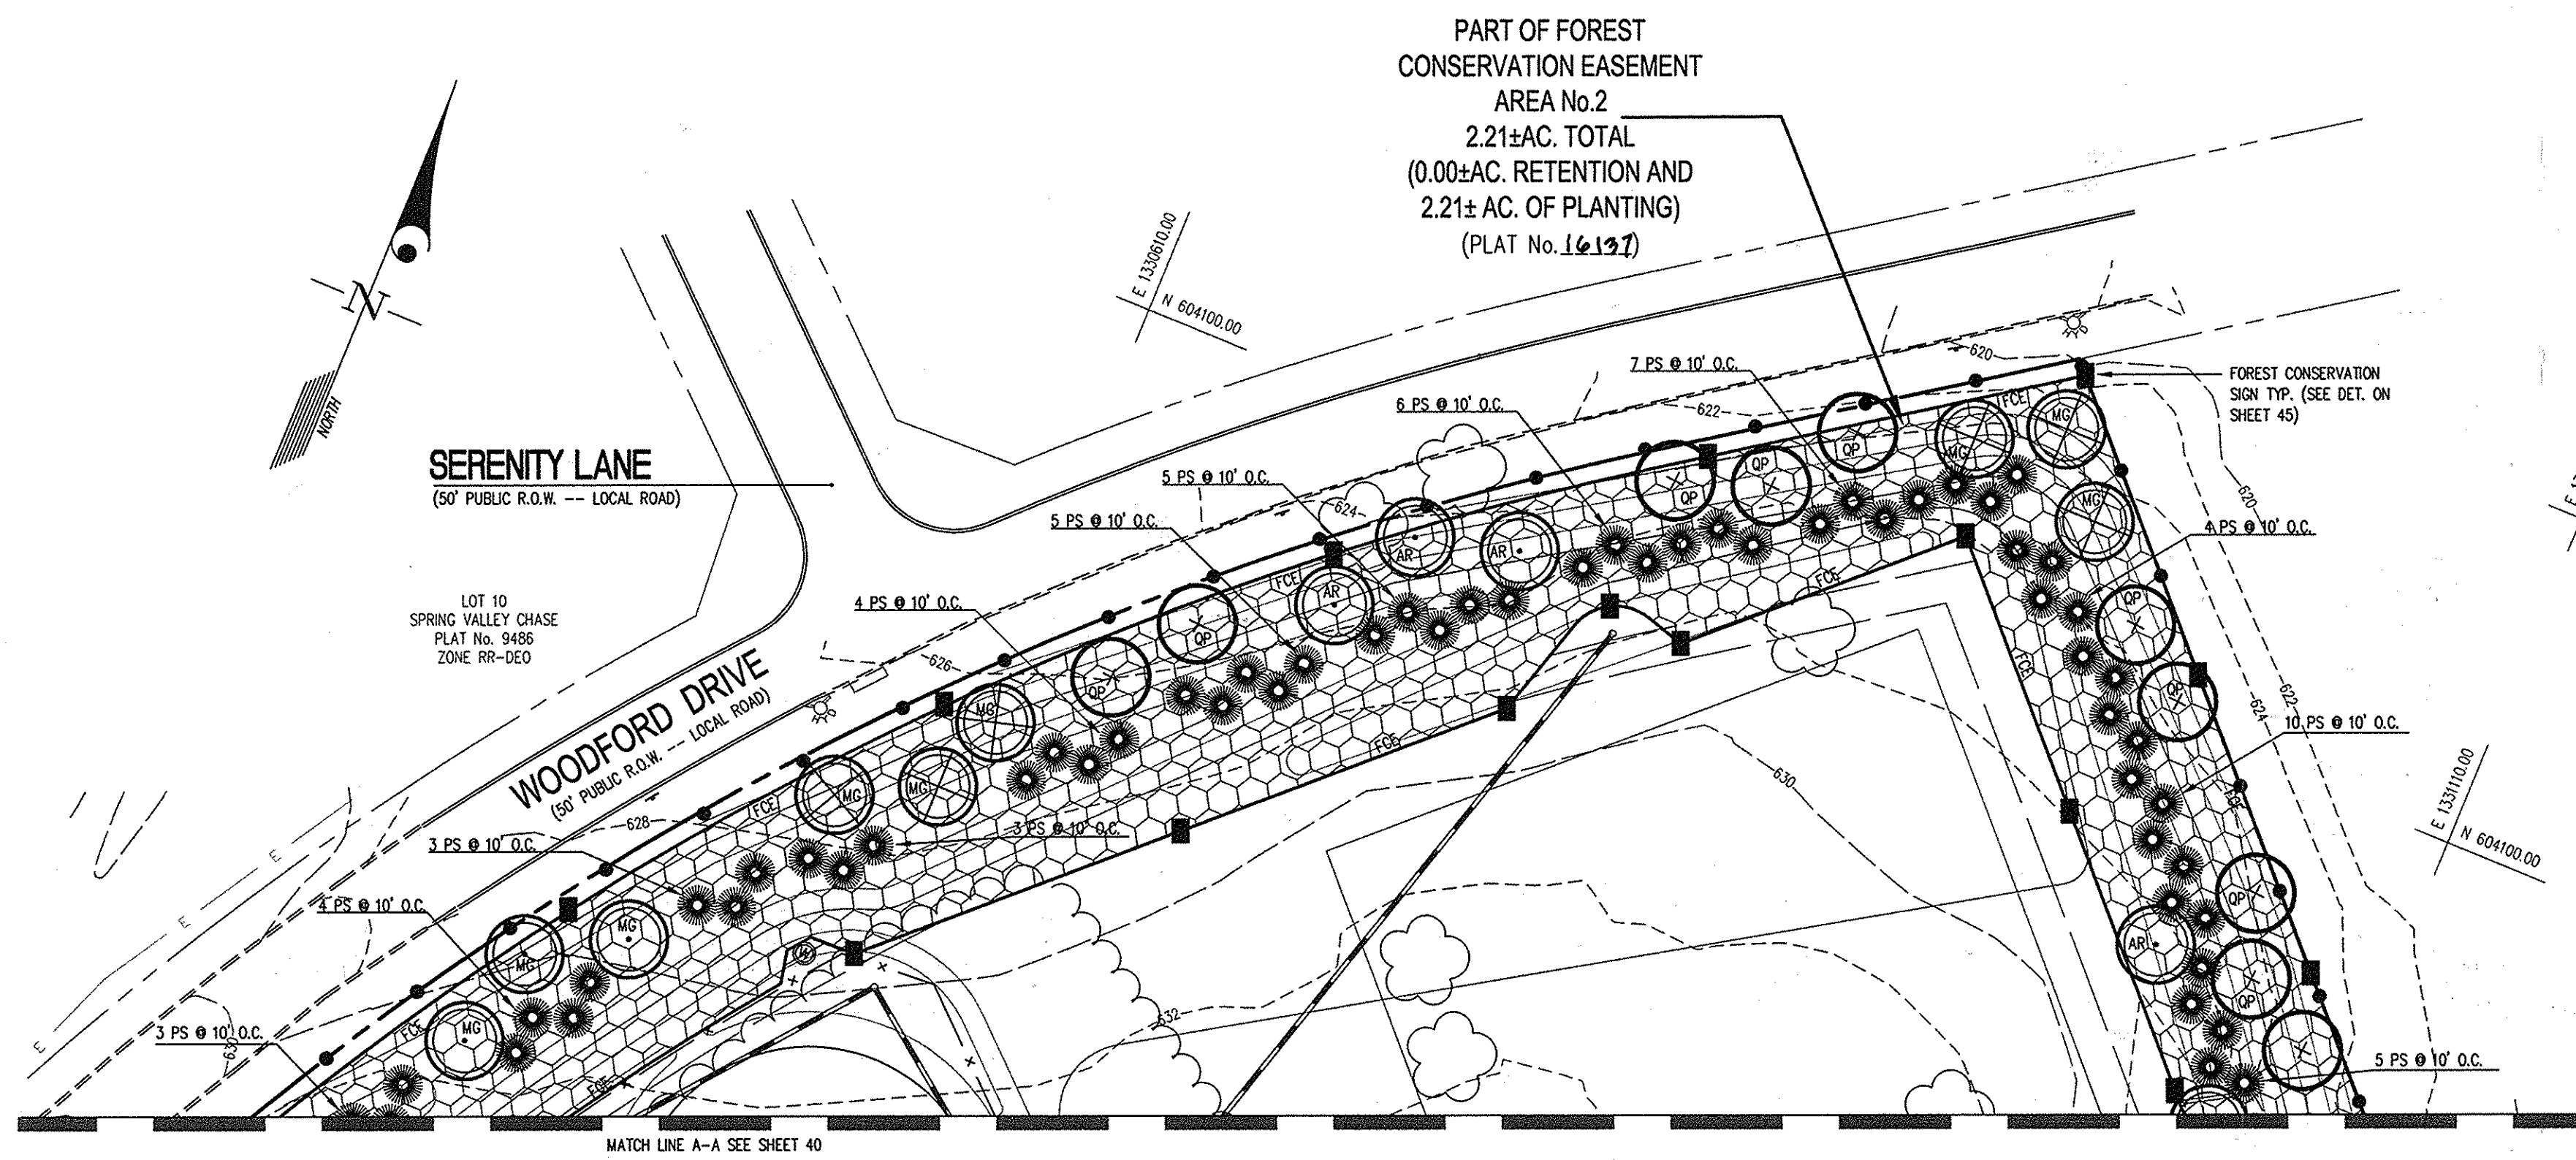 PART OF FOREST
CONSERVATION EASEMENT
AREA No.2
2.21±AC. TOTAL
(0.00±AC. RETENTION AND
2.21± AC. OF PLANTING)
(PLAT No. 16137)
E 1330610.00
N 604100.00
N
NORTH
SERENITY LANE
(50' PUBLIC R.O.W. -- LOCAL ROAD)
LOT 10
SPRING VALLEY CHASE
PLAT No. 9486
ZONE RR-DEO
WOODFORD DRIVE
(50' PUBLIC R.O.W. -- LOCAL ROAD)
HYD
620
FOREST CONSERVATION
SIGN TYP. (SEE DET. ON
SHEET 45)
7 PS @ 10' O.C.
6 PS @ 10' O.C.
622
5 PS @ 10' O.C.
624
5 PS @ 10' O.C.
4 PS @ 10' O.C.
626
HYD
628
3 PS @ 10' O.C.
3 PS @ 10' O.C.
4 PS @ 10' O.C.
3 PS @ 10' O.C.
630
4 PS @ 10' O.C.
10 PS @ 10' O.C.
5 PS @ 10' O.C.
620
622
624
630
632
E 1331110.00
N 604100.00
FCE
MG
MG
MG
QP
QP
QP
AR
AR
AR
FCE
QP
QP
MG
MG
MG
FCE
MG
MG
MG
FCE
FCE
FCE
FCE
FCE
FCE
QP
QP
QP
AR
QP
W
E
E
E
E
MATCH LINE A-A SEE SHEET 40